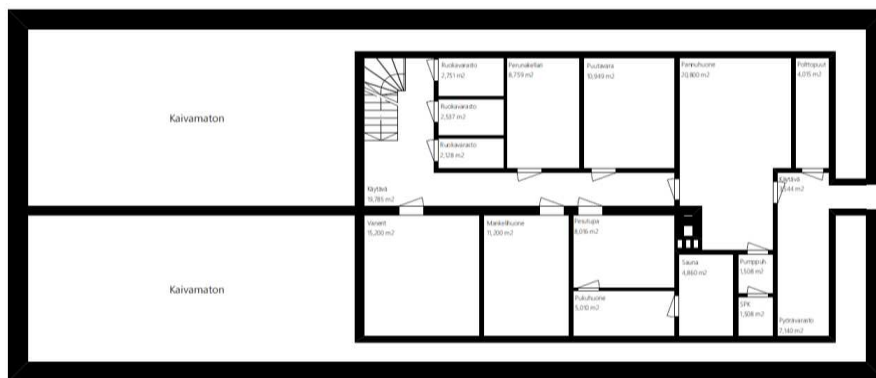 Ruokavarasto
2,751 m2
Perunakellari
8,759 m2
Puutavara
10,949 m2
Pannuhuone
20,800 m2
Polttopuut
4,015 m2
Ruokavarasto
2,537 m2
Kaivamaton
Ruokavarasto
2,128 m2
Käytävä
19,785 m2
Käytävä
Varient
15,200 m2
Mankelihuone
11,200 m2
Pesutupa
8,016 m2
Sauna
4,860 m2
Pumppuh.
1,508 m2
Kaivamaton
Pukuhuone
5,010 m2
SPK
1,508 m2
Pyörävarasto
7,140 m2